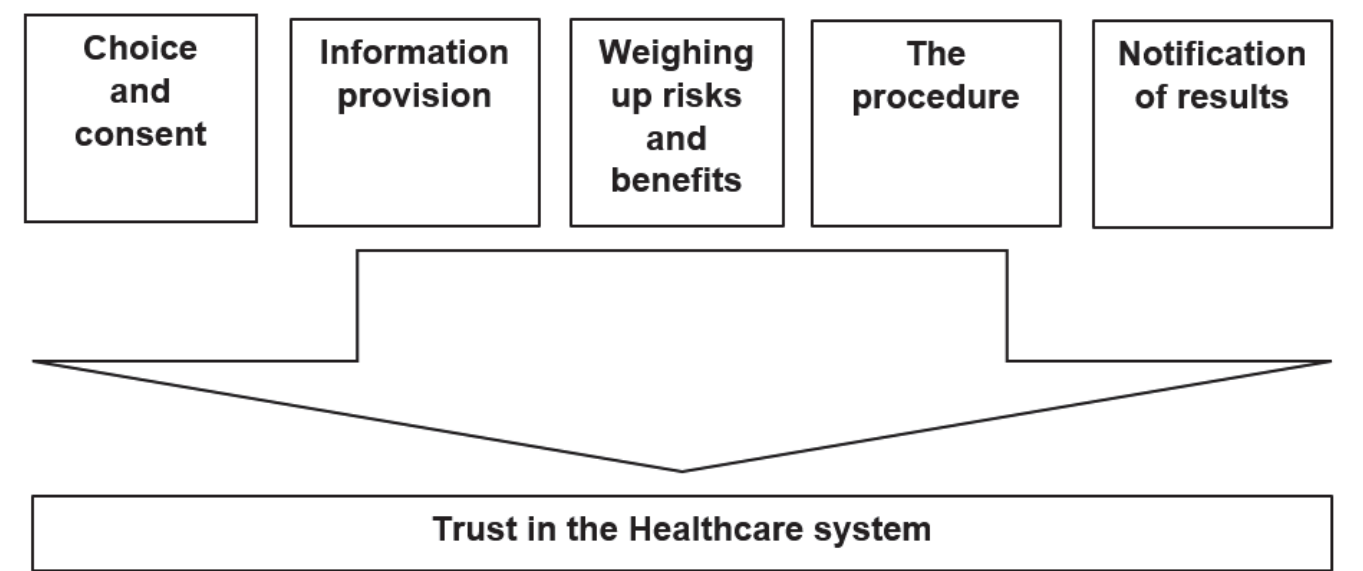 Choice
and
consent
Information
provision
Weighing
up risks
and
benefits
The
procedure
Notification
of results
Trust in the Healthcare system